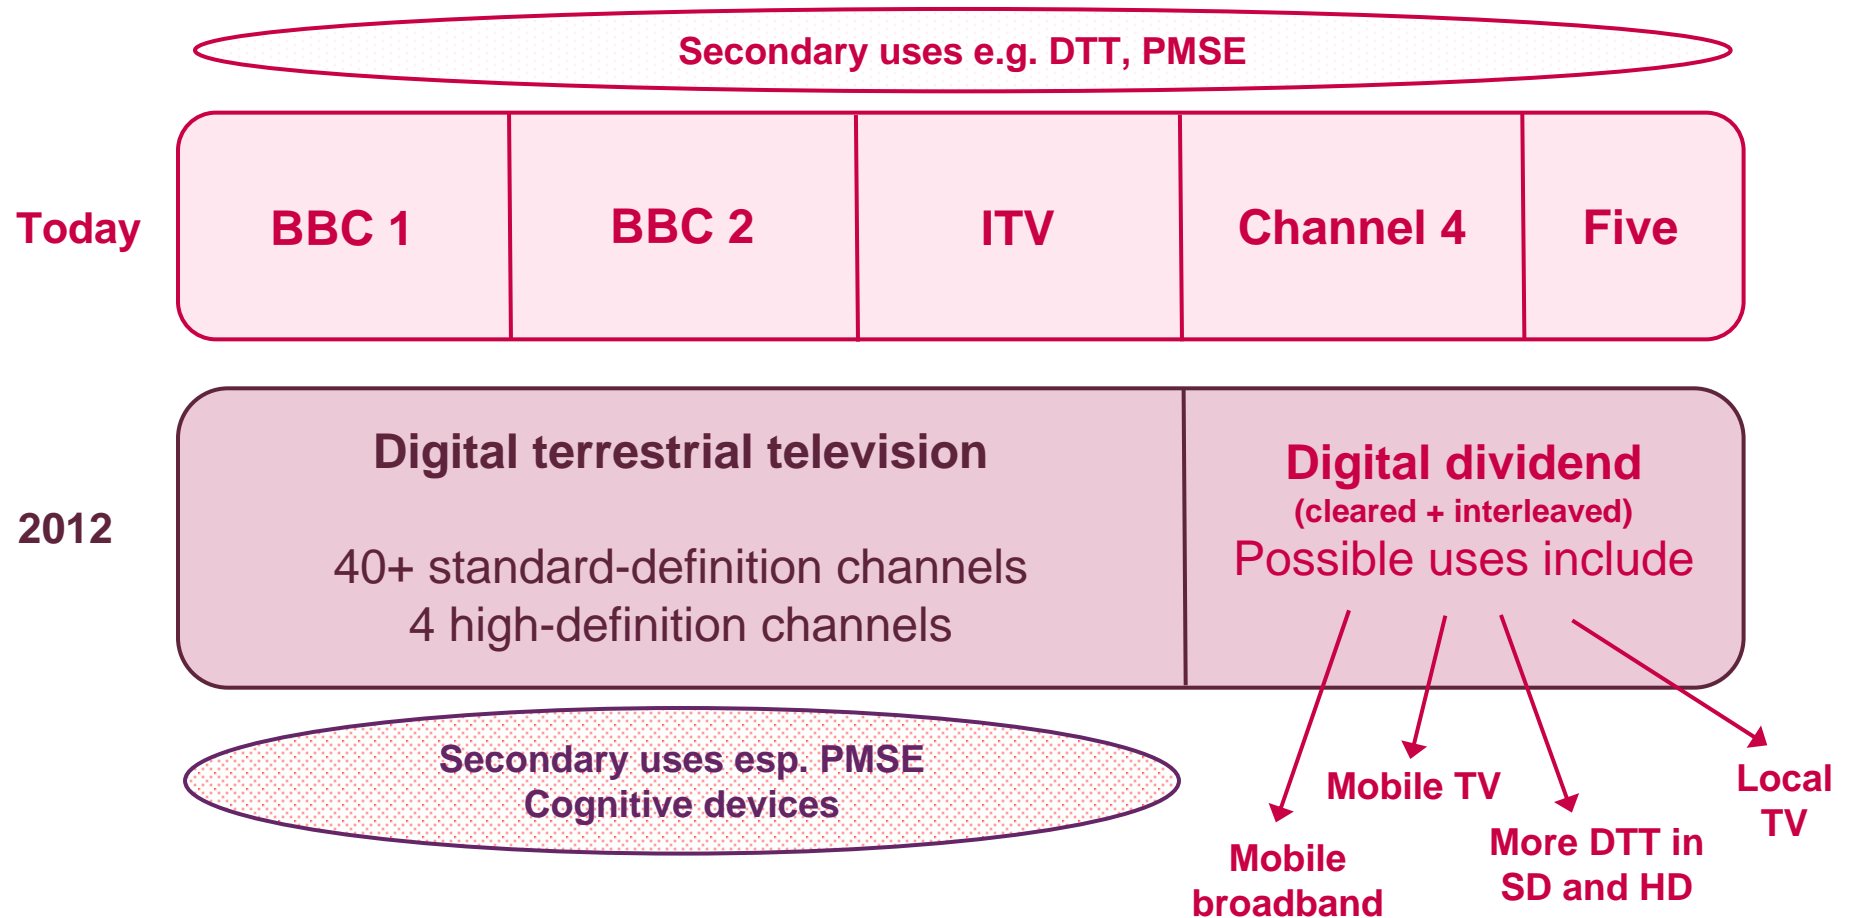 Secondary uses e.g. DTT, PMSE
Today
BBC 1
BBC 2
ITV
Channel 4
Five
2012
Digital terrestrial television
40+ standard-definition channels
4 high-definition channels
Digital dividend
(cleared + interleaved)
Possible uses include
Secondary uses esp. PMSE
Cognitive devices
Mobile
broadband
Mobile TV
More DTT in
SD and HD
Local
TV